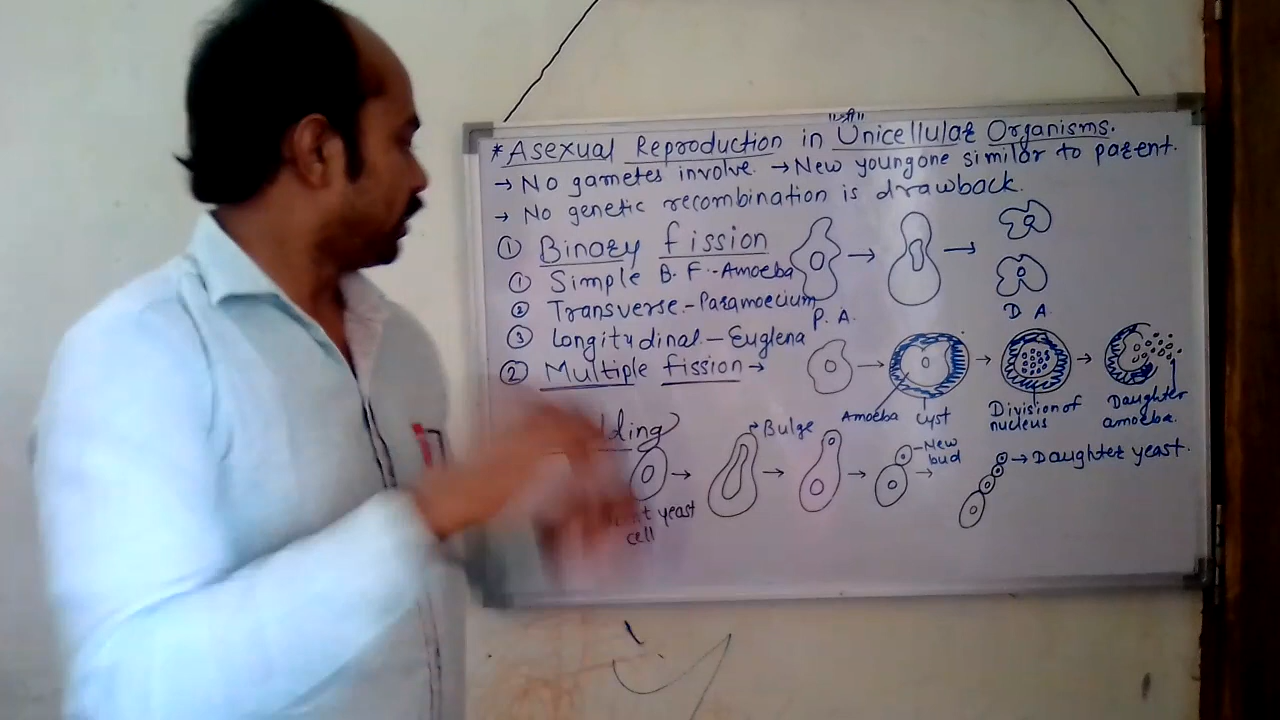 "श्री"
*Asexual Reproduction in Unicellular Organisms.
→ No gametes involve. → New youngone similar to parent.
→ No genetic recombination is drawback.
① Binary fission
① Simple B.F.-Amoeba
② Transverse.-Paramoecium
③ Longitudinal-Euglena
P. A.
D A.
② Multiple fission →
Amoeba
Cyst
Division of
nucleus
Daughter
amoeba.
dding
yeast
cell
Bulge
New
bud
Daughter yeast.